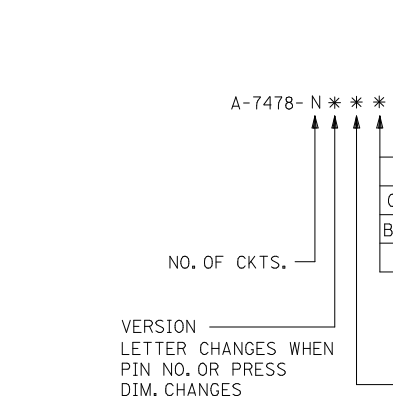 A-7478- N * * *
C
B
NO. OF CKTS.
VERSION
LETTER CHANGES WHEN
PIN NO. OR PRESS
DIM. CHANGES